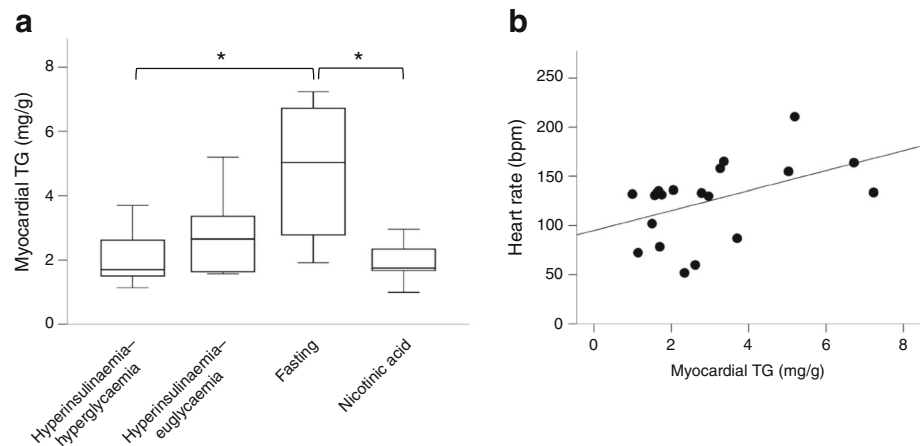 a
Myocardial TG (mg/g)
8
6
4
2
0
*
*
Hyperinsulinaemia–
hyperglycaemia
Hyperinsulinaemia–
euglycaemia
Fasting
Nicotinic acid
b
Heart rate (bpm)
250
200
150
100
50
0
0 2 4 6 8
Myocardial TG (mg/g)